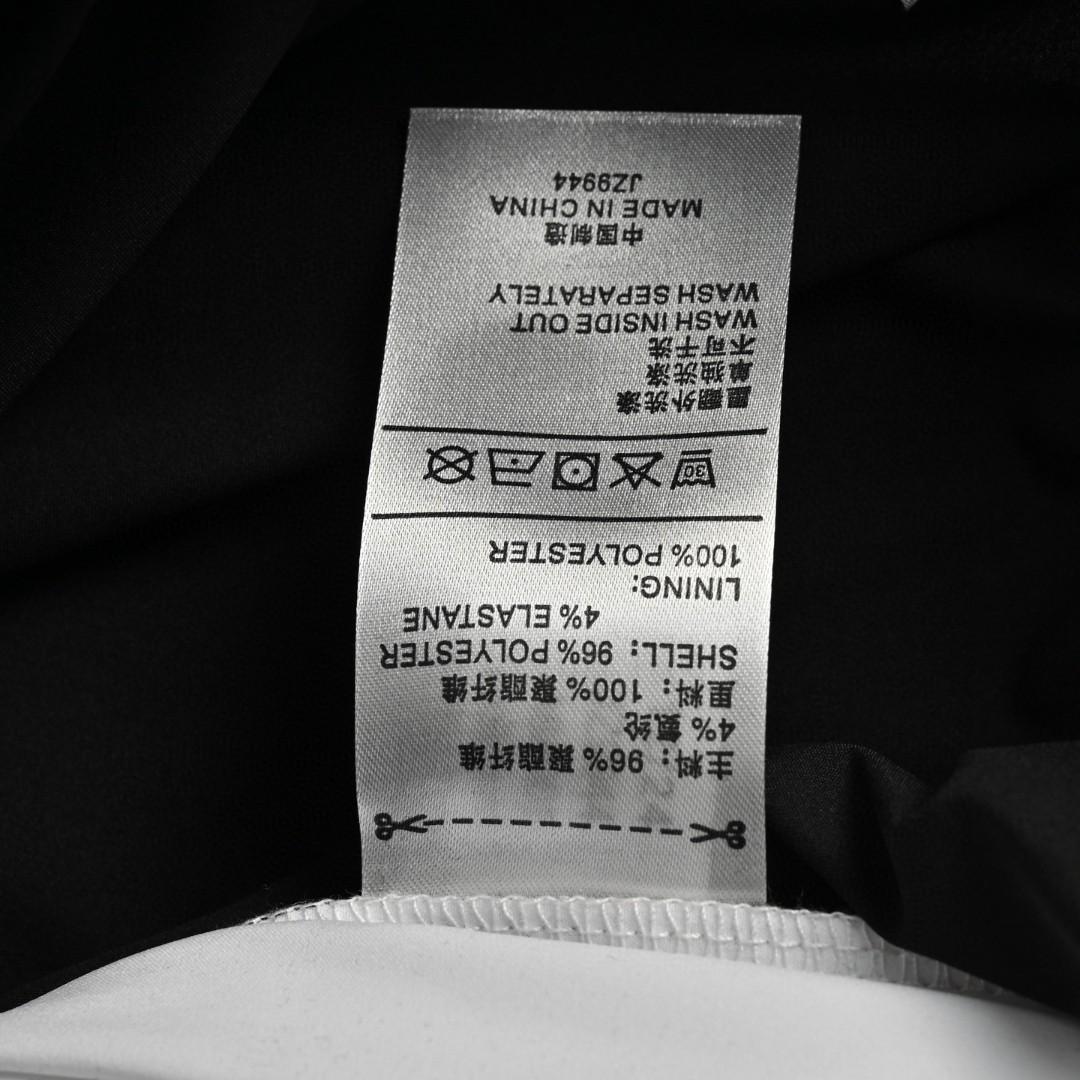 主料：96% 聚酯纤维
4% 氨纶
里料：100% 聚酯纤维
SHELL: 96% POLYESTER
4% ELASTANE
LINING:
100% POLYESTER
30
里翻外洗涤
单独洗涤
不可干洗
WASH INSIDE OUT
WASH SEPARATELY
中国制造
MADE IN CHINA
JZ9944